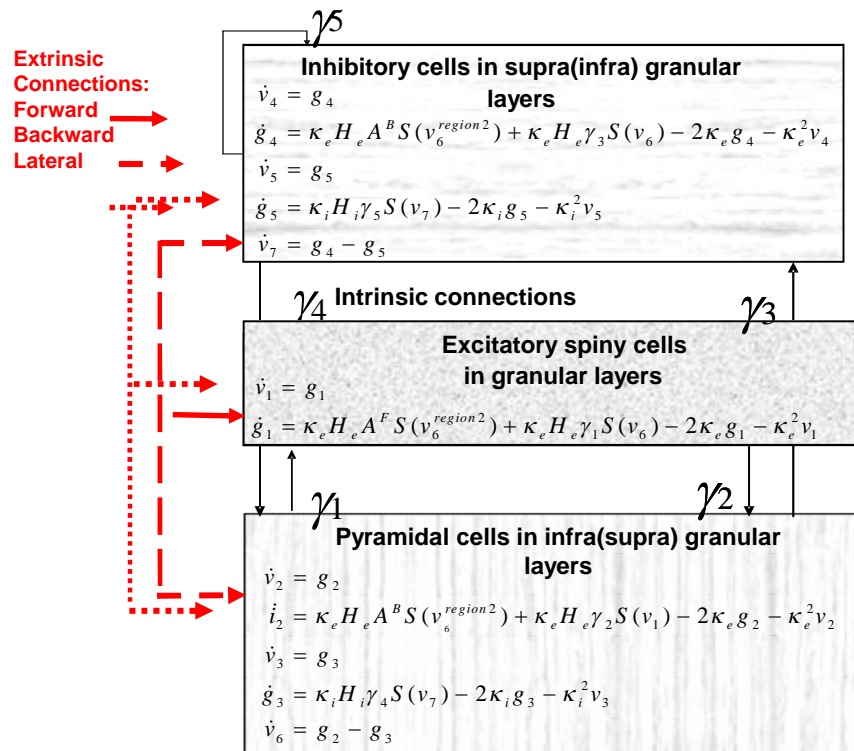 γ5
Extrinsic
Connections:
Forward
Backward
Lateral
Inhibitory cells in supra(infra) granular
layers
v̇₄ = g₄
ġ₄ = κₑHₑA^B S(v₆^{region2}) + κₑHₑγ₃S(v₆) − 2κₑg₄ − κₑ²v₄
v̇₅ = g₅
ġ₅ = κᵢHᵢγ₅S(v₇) − 2κᵢg₅ − κᵢ²v₅
v̇₇ = g₄ − g₅
γ4 Intrinsic connections γ3
Excitatory spiny cells
in granular layers
v̇₁ = g₁
ġ₁ = κₑHₑA^F S(v₆^{region2}) + κₑHₑγ₁S(v₆) − 2κₑg₁ − κₑ²v₁
γ1 γ2
Pyramidal cells in infra(supra) granular
layers
v̇₂ = g₂
i̇₂ = κₑHₑA^B S(v₆^{region2}) + κₑHₑγ₂S(v₁) − 2κₑg₂ − κₑ²v₂
v̇₃ = g₃
ġ₃ = κᵢHᵢγ₄S(v₇) − 2κᵢg₃ − κᵢ²v₃
v̇₆ = g₂ − g₃